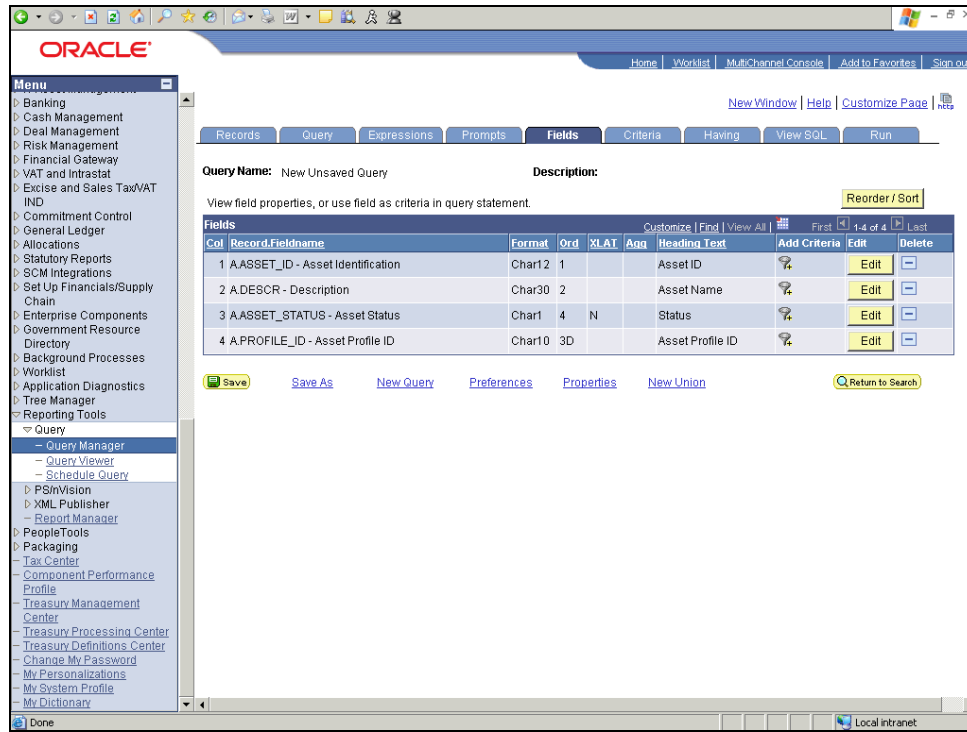 ORACLE'
Home | Worklist | MultiChannel Console | Add to Favorites | Sign ou
Menu
Banking
Cash Management
Deal Management
Risk Management
Financial Gateway
VAT and Intrastat
Excise and Sales Tax/VAT
IND
Commitment Control
General Ledger
Allocations
Statutory Reports
SCM Integrations
Set Up Financials/Supply
Chain
Enterprise Components
Government Resource
Directory
Background Processes
Worklist
Application Diagnostics
Tree Manager
Reporting Tools
Query
Query Manager
Query Viewer
Schedule Query
PS/nVision
XML Publisher
Report Manager
PeopleTools
Packaging
Tax Center
Component Performance
Profile
Treasury Management
Center
Treasury Processing Center
Treasury Definitions Center
Change My Password
My Personalizations
My System Profile
My Dictionary
New Window | Help | Customize Page | http
Records Query Expressions Prompts Fields Criteria Having View SQL Run
Query Name: New Unsaved Query Description:
View field properties, or use field as criteria in query statement. Reorder / Sort
Fields Customize | Find | View All | First 1-4 of 4 Last
Col Record.Fieldname Format Ord XLAT Agg Heading Text Add Criteria Edit Delete
1 A.ASSET_ID - Asset Identification Char12 1 Asset ID Edit
2 A.DESCR - Description Char30 2 Asset Name Edit
3 A.ASSET_STATUS - Asset Status Char1 4 N Status Edit
4 A.PROFILE_ID - Asset Profile ID Char10 3D Asset Profile ID Edit
Save Save As New Query Preferences Properties New Union Return to Search
Done Local intranet